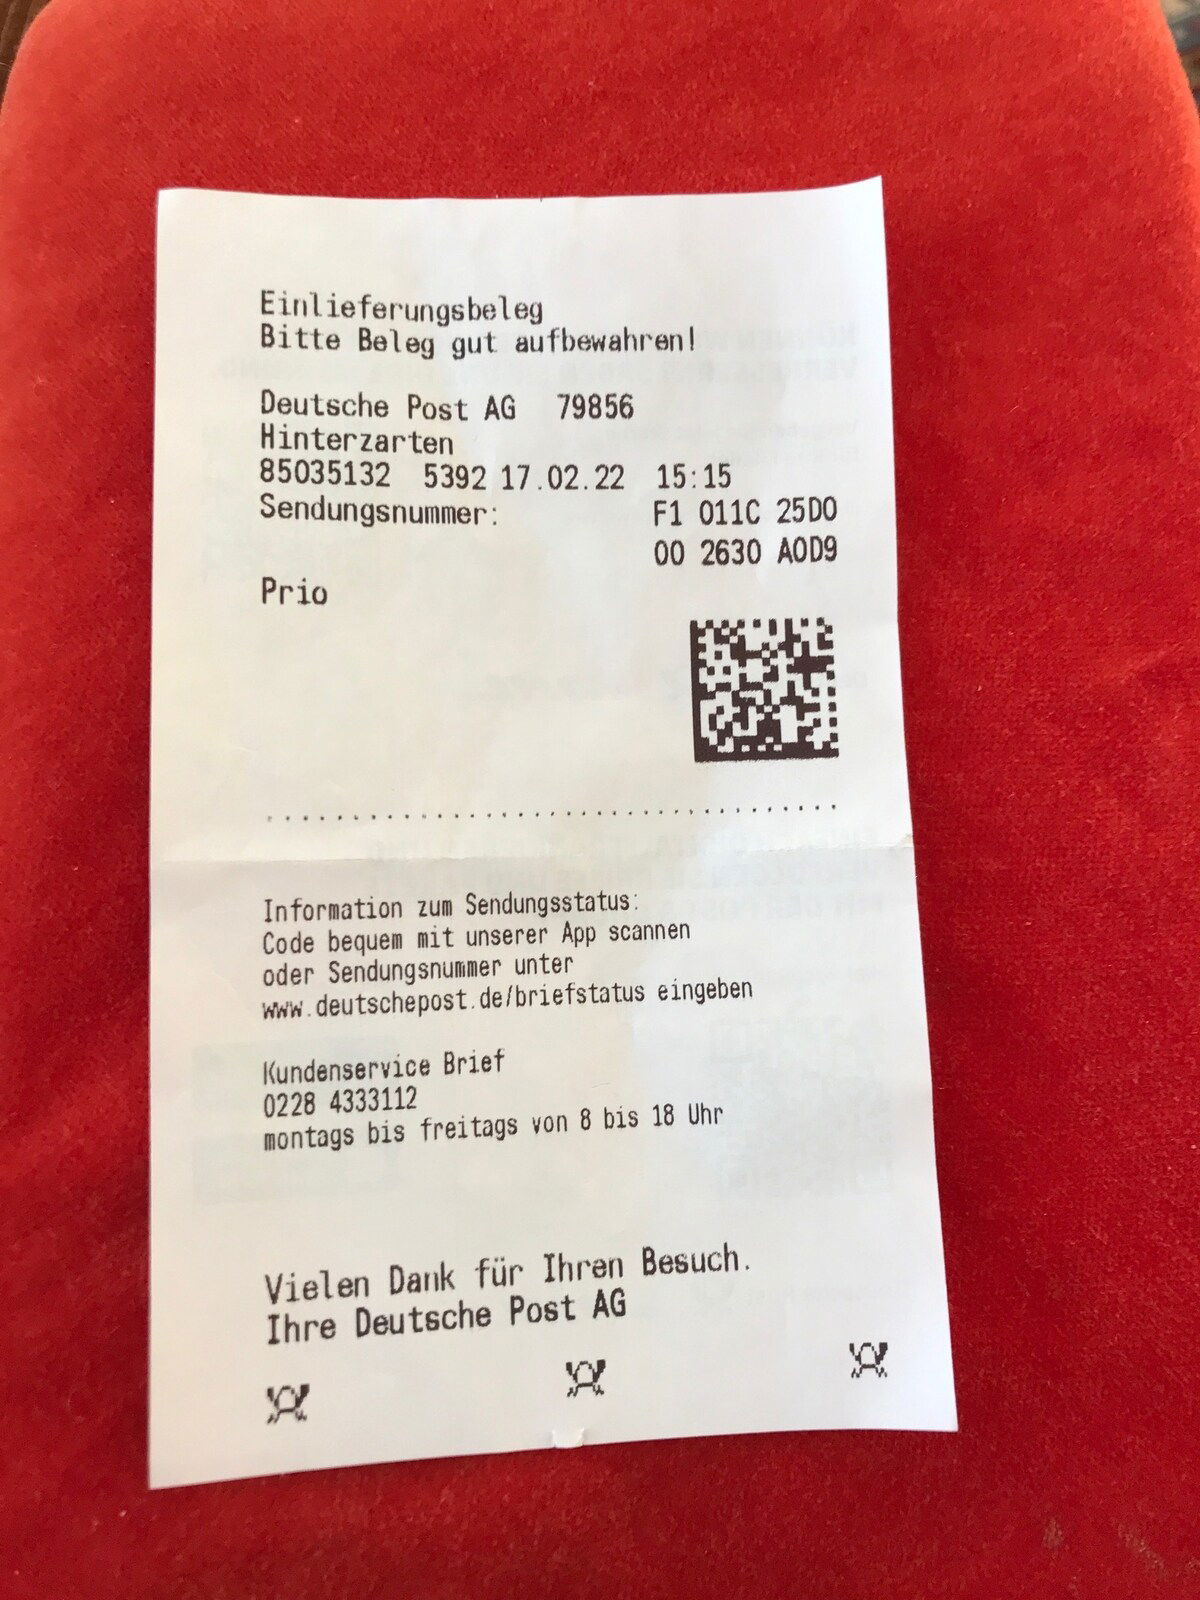 Einlieferungsbeleg
Bitte Beleg gut aufbewahren!
Deutsche Post AG 79856
Hinterzarten
85035132 5392 17.02.22 15:15
Sendungsnummer: F1 011C 25D0
00 2630 A0D9
Prio
Information zum Sendungsstatus:
Code bequem mit unserer App scannen
oder Sendungsnummer unter
www.deutschepost.de/briefstatus eingeben
Kundenservice Brief
0228 4333112
montags bis freitags von 8 bis 18 Uhr
Vielen Dank für Ihren Besuch.
Ihre Deutsche Post AG